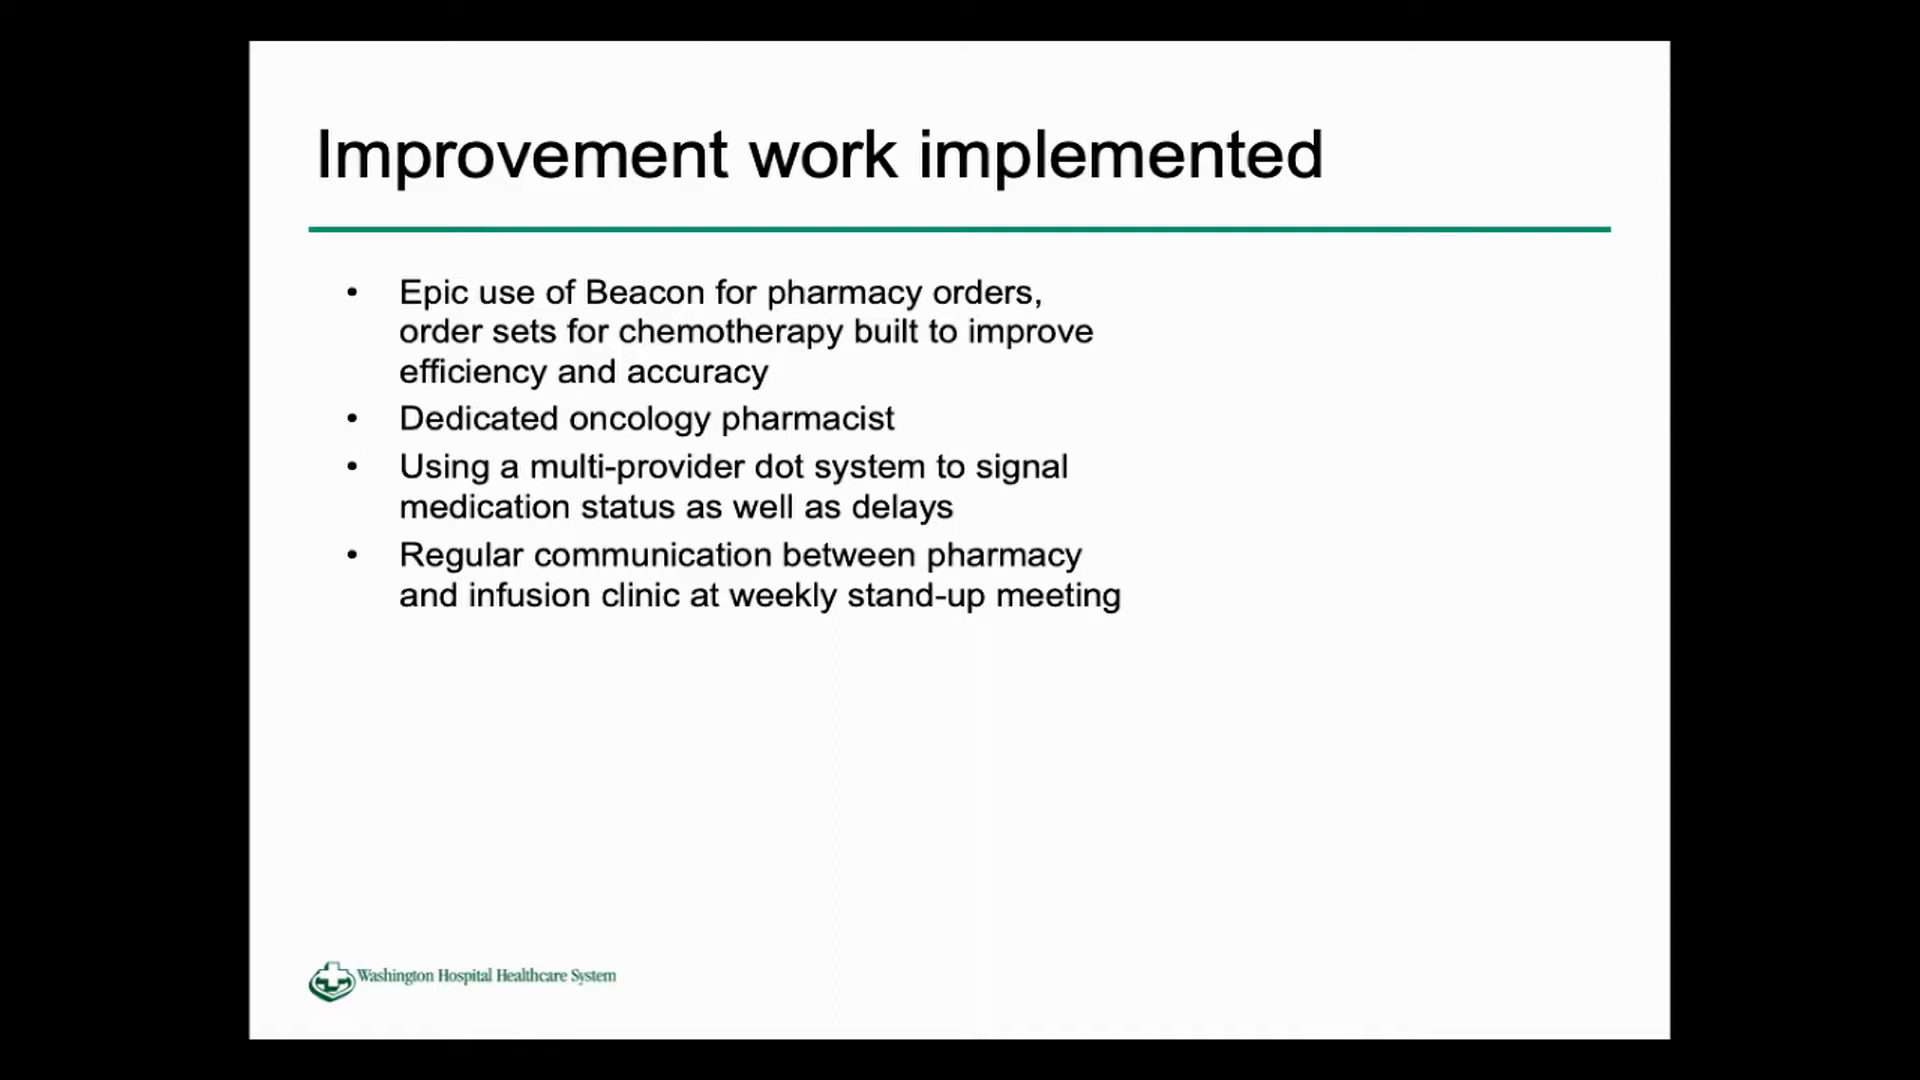 Improvement work implemented
• Epic use of Beacon for pharmacy orders,
order sets for chemotherapy built to improve
efficiency and accuracy
• Dedicated oncology pharmacist
• Using a multi-provider dot system to signal
medication status as well as delays
• Regular communication between pharmacy
and infusion clinic at weekly stand-up meeting
Washington Hospital Healthcare System